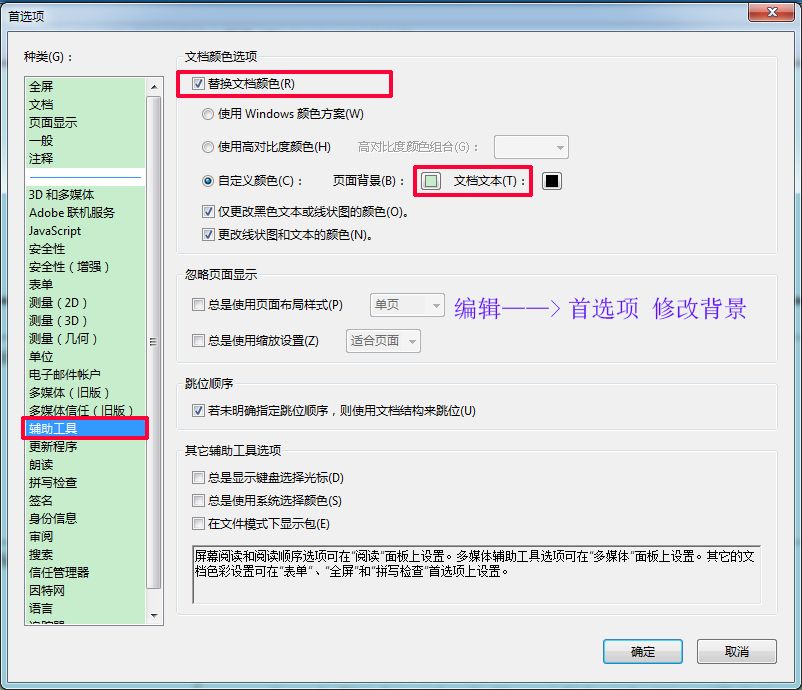 首选项
种类(G)：
全屏
文档
页面显示
一般
注释
3D 和多媒体
Adobe 联机服务
JavaScript
安全性
安全性（增强）
表单
测量（2D）
测量（3D）
测量（几何）
单位
电子邮件帐户
多媒体（旧版）
多媒体信任（旧版）
辅助工具
更新程序
朗读
拼写检查
签名
身份信息
审阅
搜索
信任管理器
因特网
语言
文档颜色选项
替换文档颜色(R)
使用 Windows 颜色方案(W)
使用高对比度颜色(H) 高对比度颜色组合(G)：
自定义颜色(C)： 页面背景(B)： 文档文本(T)：
仅更改黑色文本或线状图的颜色(O)。
更改线状图和文本的颜色(N)。
忽略页面显示
总是使用页面布局样式(P) 单页
编辑——>首选项 修改背景
总是使用缩放设置(Z) 适合页面
跳位顺序
若未明确指定跳位顺序，则使用文档结构来跳位(U)
其它辅助工具选项
总是显示键盘选择光标(D)
总是使用系统选择颜色(S)
在文件模式下显示包(E)
屏幕阅读和阅读顺序选项可在"阅读"面板上设置。多媒体辅助工具选项可在"多媒体"面板上设置。其它的文
档色彩设置可在"表单"、"全屏"和"拼写检查"首选项上设置。
确定 取消